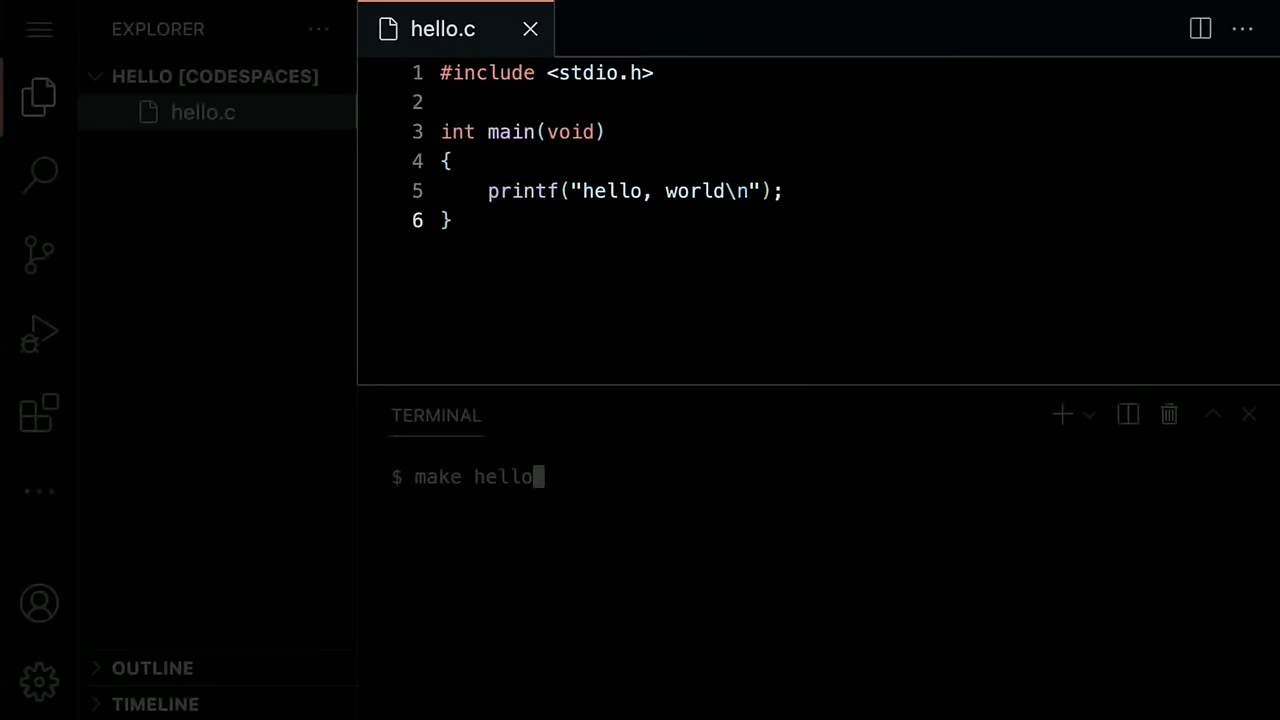 EXPLORER
HELLO [CODESPACES]
hello.c
OUTLINE
TIMELINE
hello.c
1 #include <stdio.h>
2
3 int main(void)
4 {
5     printf("hello, world\n");
6 }
TERMINAL
$ make hello